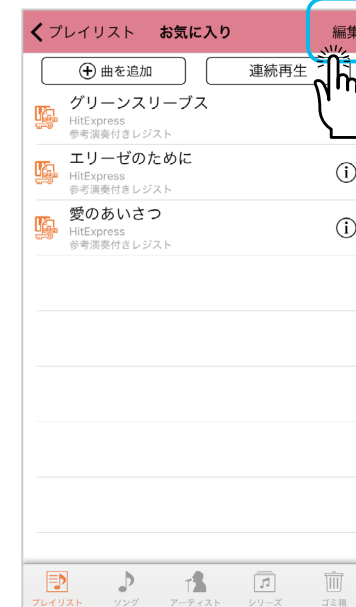 プレイリスト お気に入り 編集
曲を追加 連続再生
グリーンスリーブス
HitExpress
参考演奏付きレジスト
エリーゼのために
HitExpress
参考演奏付きレジスト
愛のあいさつ
HitExpress
参考演奏付きレジスト
プレイリスト ソング アーティスト シリーズ ゴミ箱